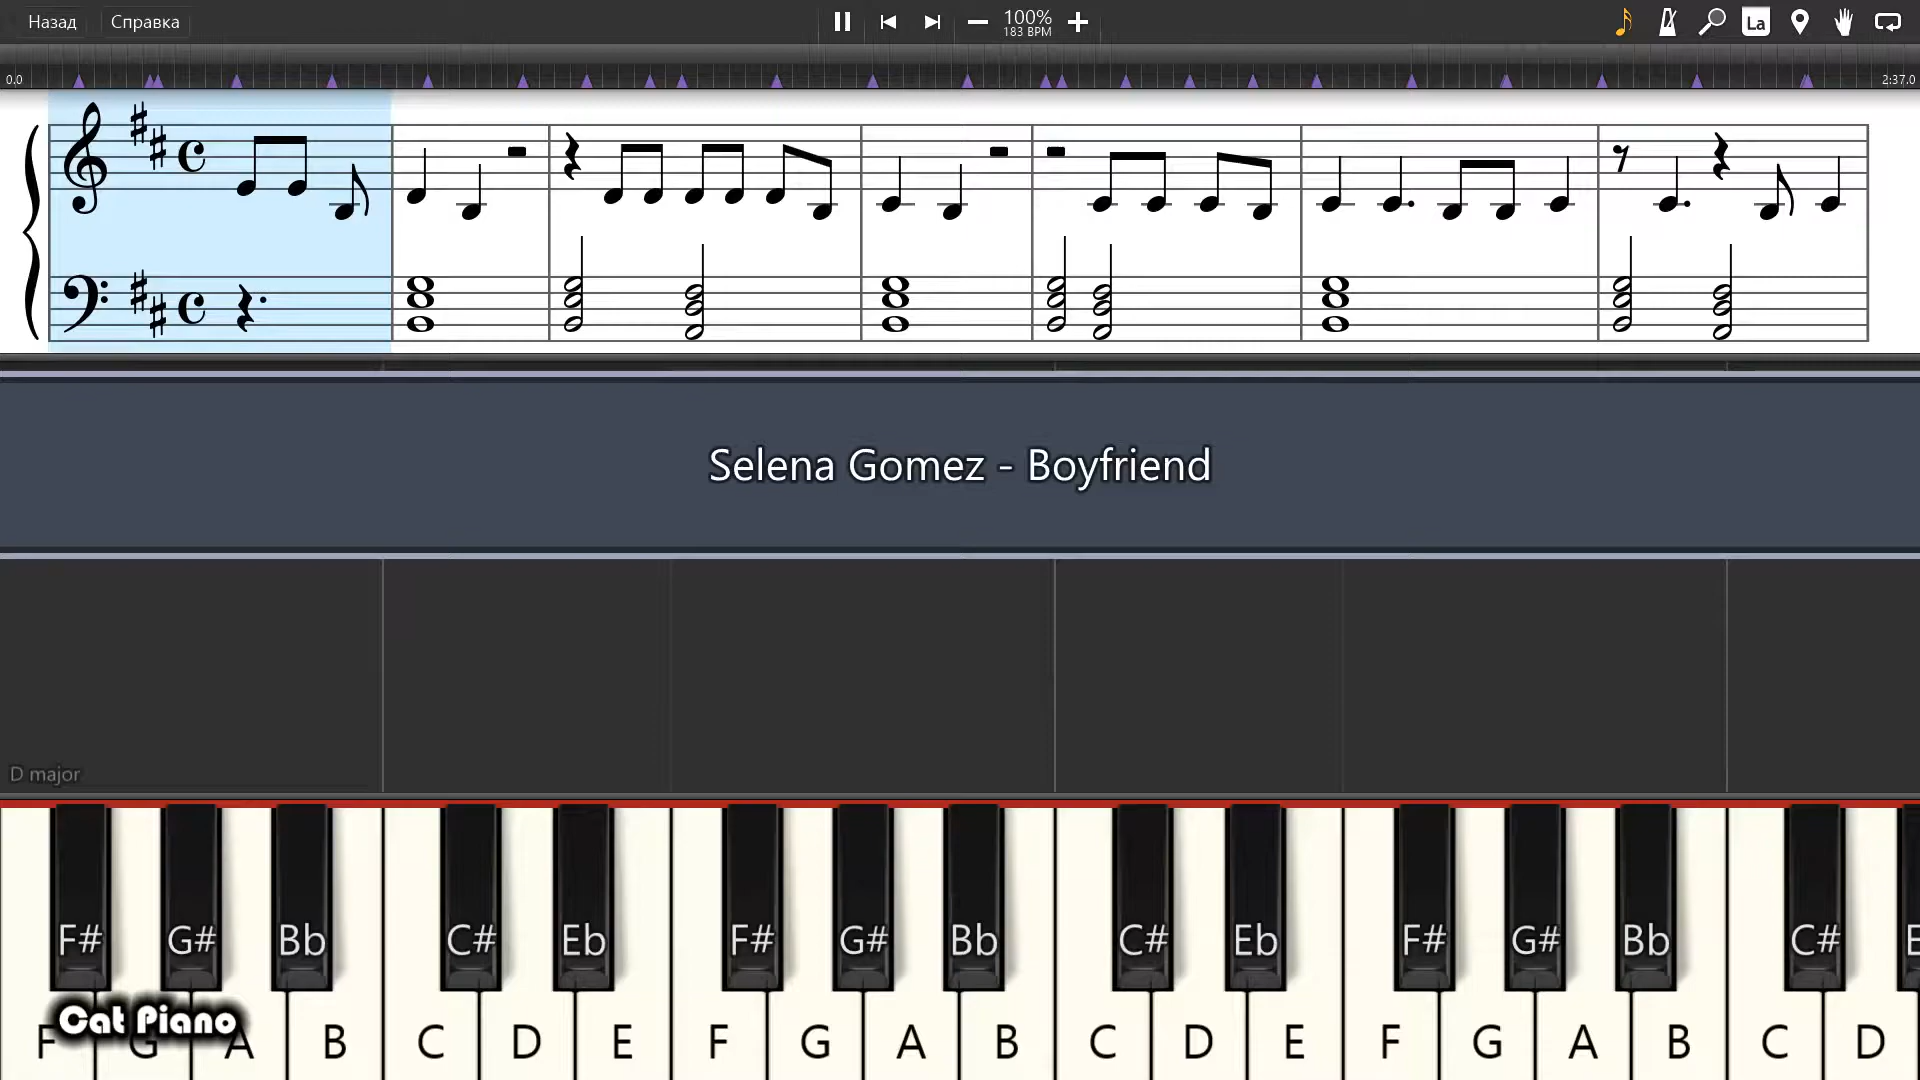 Назад Справка 100%
183 BPM La
0.0 2:37.0
Selena Gomez - Boyfriend
D major
F# G# Bb C# Eb F# G# Bb C# Eb F# G# Bb C#
Cat Piano
F G A B C D E F G A B C D E F G A B C D